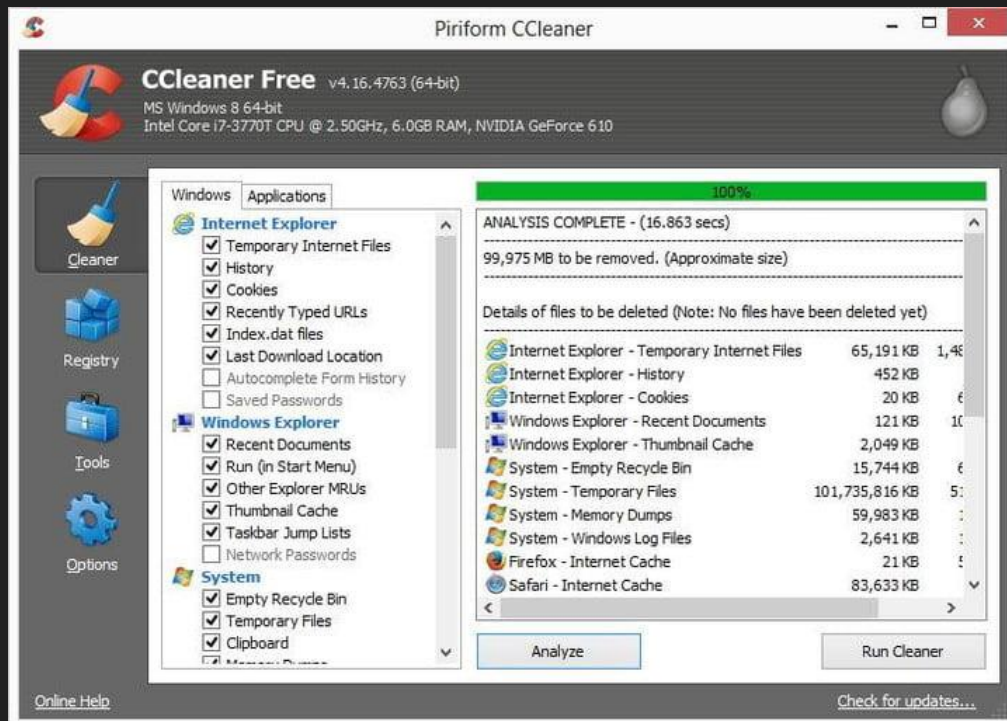 Piriform CCleaner
CCleaner Free v4.16.4763 (64-bit)
MS Windows 8 64-bit
Intel Core i7-3770T CPU @ 2.50GHz, 6.0GB RAM, NVIDIA GeForce 610
Cleaner
Registry
Tools
Options
Windows Applications
Internet Explorer
Temporary Internet Files
History
Cookies
Recently Typed URLs
Index.dat files
Last Download Location
Autocomplete Form History
Saved Passwords
Windows Explorer
Recent Documents
Run (in Start Menu)
Other Explorer MRUs
Thumbnail Cache
Taskbar Jump Lists
Network Passwords
System
Empty Recycle Bin
Temporary Files
Clipboard
Memory Dumps
100%
ANALYSIS COMPLETE - (16.863 secs)
99,975 MB to be removed. (Approximate size)
Details of files to be deleted (Note: No files have been deleted yet)
Internet Explorer - Temporary Internet Files 65,191 KB 1,48
Internet Explorer - History 452 KB
Internet Explorer - Cookies 20 KB
Windows Explorer - Recent Documents 121 KB 10
Windows Explorer - Thumbnail Cache 2,049 KB
System - Empty Recycle Bin 15,744 KB
System - Temporary Files 101,735,816 KB 51
System - Memory Dumps 59,983 KB
System - Windows Log Files 2,641 KB
Firefox - Internet Cache 21 KB
Safari - Internet Cache 83,633 KB
Analyze
Run Cleaner
Online Help
Check for updates...